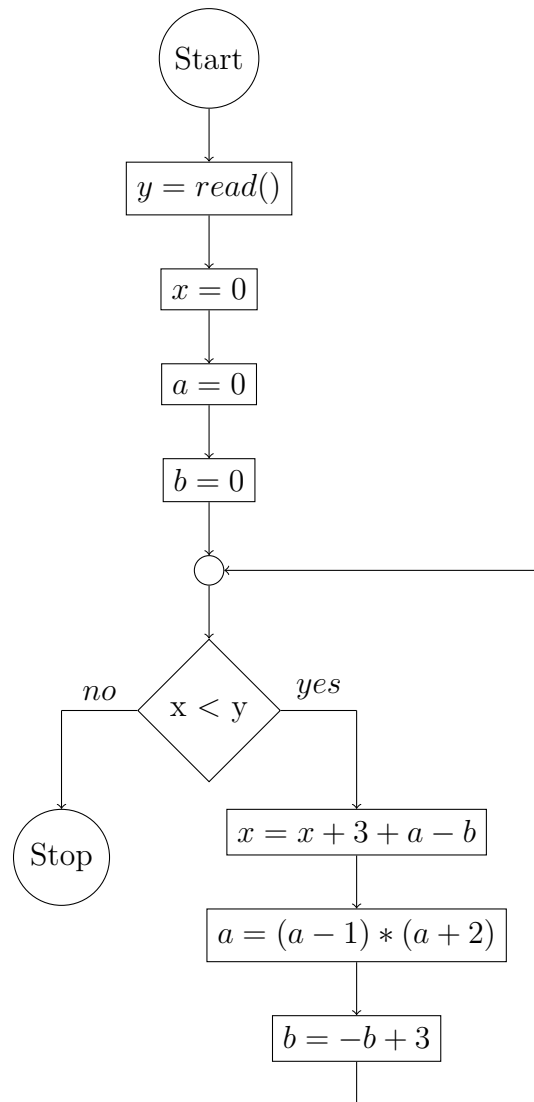 Start
y = read()
x = 0
a = 0
b = 0
no
x < y
yes
Stop
x = x + 3 + a − b
a = (a − 1) ∗ (a + 2)
b = −b + 3